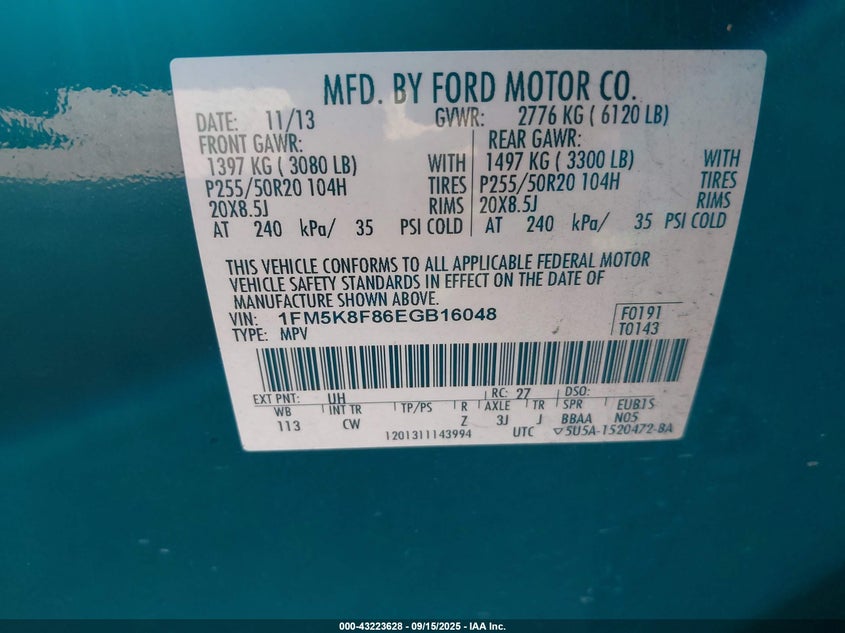 MFD. BY FORD MOTOR CO.
DATE: 11/13 GVWR: 2776 KG ( 6120 LB)
FRONT GAWR: REAR GAWR:
1397 KG ( 3080 LB) WITH 1497 KG ( 3300 LB) WITH
P255/50R20 104H TIRES P255/50R20 104H TIRES
20X8.5J RIMS 20X8.5J RIMS
AT 240 kPa/ 35 PSI COLD AT 240 kPa/ 35 PSI COLD
THIS VEHICLE CONFORMS TO ALL APPLICABLE FEDERAL MOTOR
VEHICLE SAFETY STANDARDS IN EFFECT ON THE DATE OF
MANUFACTURE SHOWN ABOVE.
VIN: 1FM5K8F86EGB16048 F0191
TYPE: MPV T0143
EXT PNT: UH RC: 27 DSO:
WB INT TR TP/PS R AXLE TR SPR EUBIS
113 CW Z 3J J BBAA N05
1201311143994 UTC ▽5U5A-1520472-BA
000-43223628 - 09/15/2025 - IAA Inc.